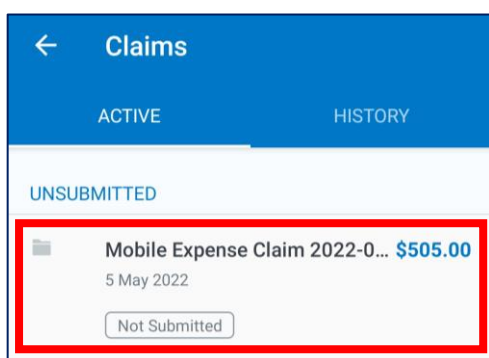 Claims
ACTIVE HISTORY
UNSUBMITTED
Mobile Expense Claim 2022-0... $505.00
5 May 2022
Not Submitted